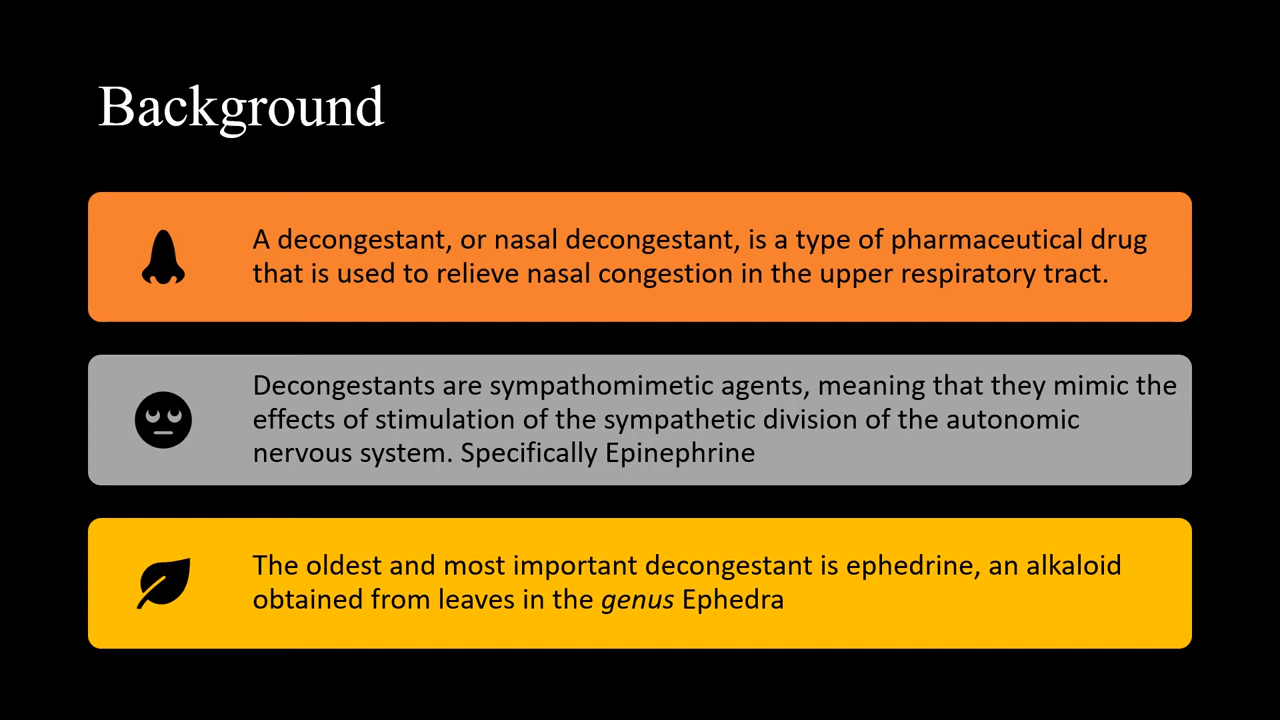 Background
A decongestant, or nasal decongestant, is a type of pharmaceutical drug
that is used to relieve nasal congestion in the upper respiratory tract.
Decongestants are sympathomimetic agents, meaning that they mimic the
effects of stimulation of the sympathetic division of the autonomic
nervous system. Specifically Epinephrine
The oldest and most important decongestant is ephedrine, an alkaloid
obtained from leaves in the genus Ephedra